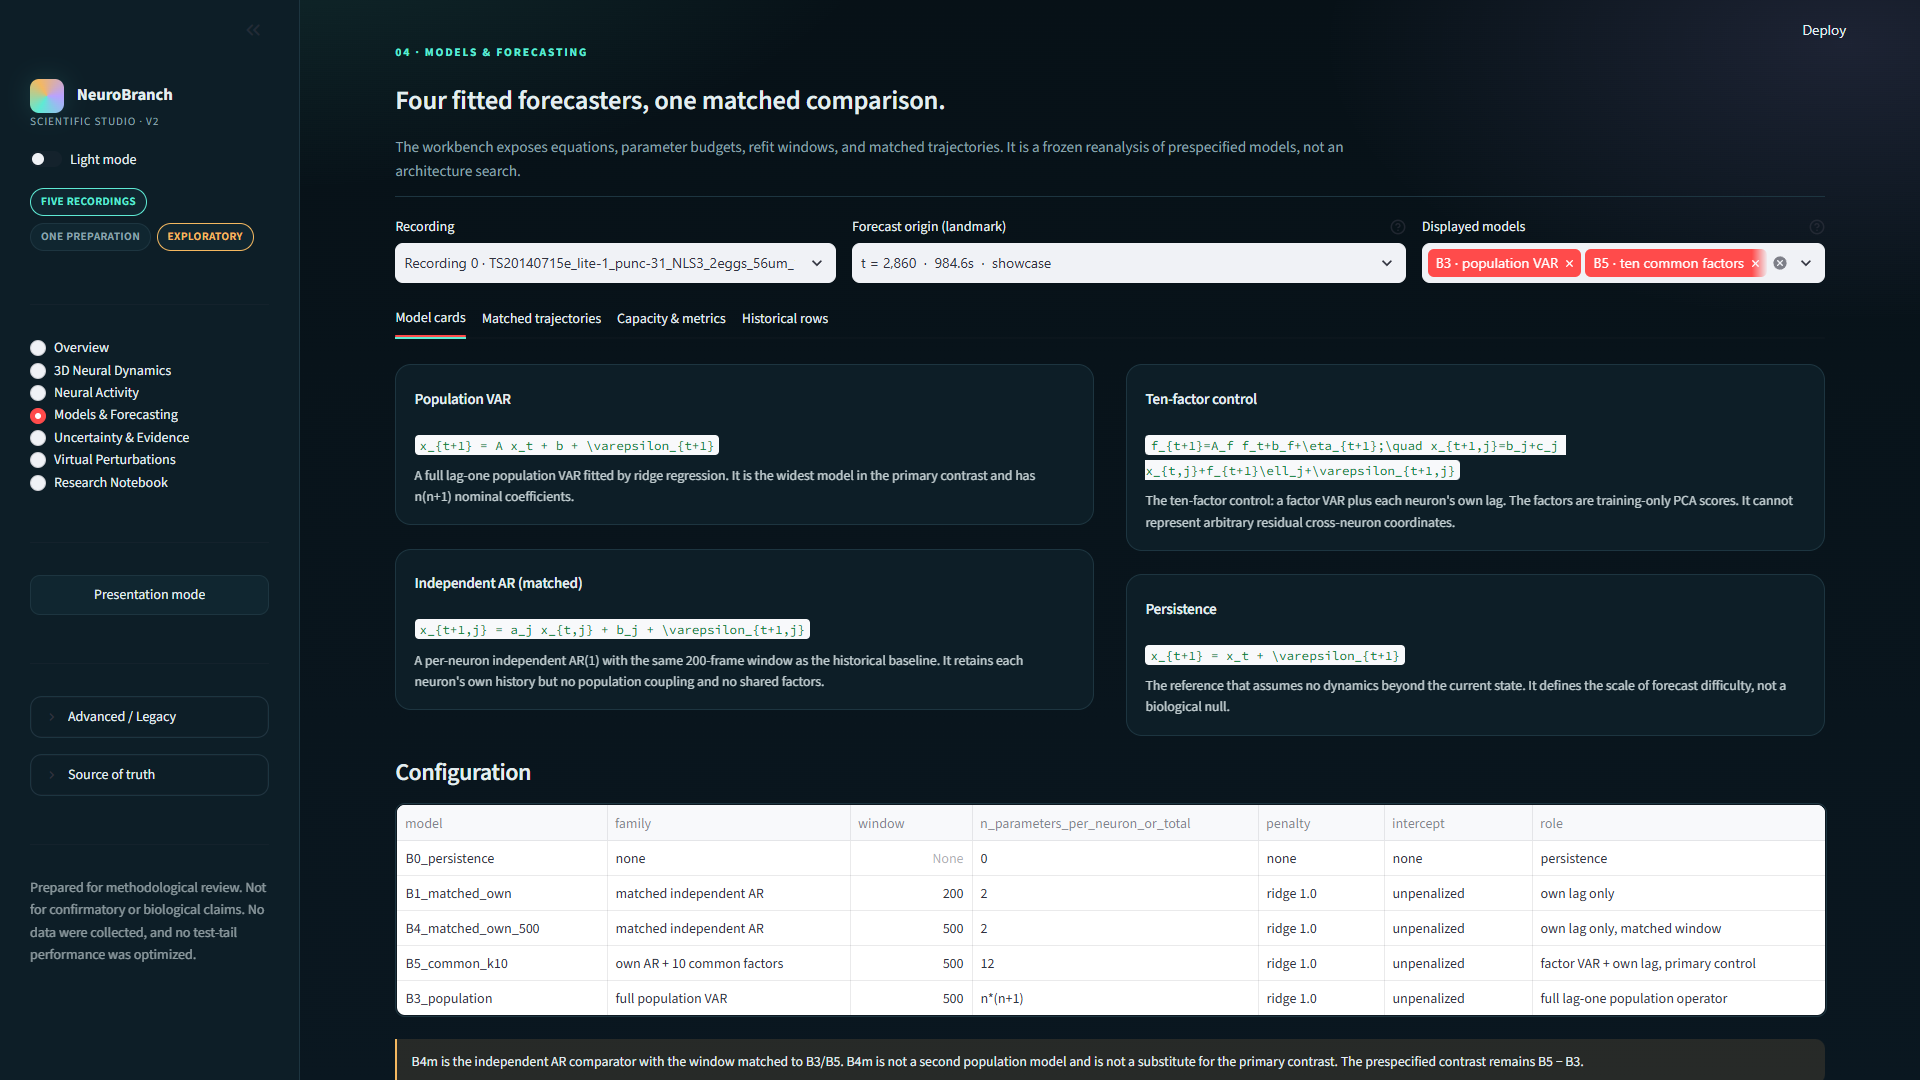 Deploy
NeuroBranch
SCIENTIFIC STUDIO · V2
Light mode
FIVE RECORDINGS
ONE PREPARATION
EXPLORATORY
Overview
3D Neural Dynamics
Neural Activity
Models & Forecasting
Uncertainty & Evidence
Virtual Perturbations
Research Notebook
Presentation mode
Advanced / Legacy
Source of truth
Prepared for methodological review. Not
for confirmatory or biological claims. No
data were collected, and no test-tail
performance was optimized.
04 · MODELS & FORECASTING
Four fitted forecasters, one matched comparison.
The workbench exposes equations, parameter budgets, refit windows, and matched trajectories. It is a frozen reanalysis of prespecified models, not an
architecture search.
Recording
Recording 0 · TS20140715e_lite-1_punc-31_NLS3_2eggs_56um_
Forecast origin (landmark)
t = 2,860 · 984.6s · showcase
Displayed models
B3 · population VAR ×
B5 · ten common factors ×
Model cards
Matched trajectories
Capacity & metrics
Historical rows
Population VAR
x_{t+1} = A x_t + b + \varepsilon_{t+1}
A full lag-one population VAR fitted by ridge regression. It is the widest model in the primary contrast and has
n(n+1) nominal coefficients.
Ten-factor control
f_{t+1}=A_f f_t+b_f+\eta_{t+1};\quad x_{t+1,j}=b_j+c_j
x_{t,j}+f_{t+1}\ell_j+\varepsilon_{t+1,j}
The ten-factor control: a factor VAR plus each neuron's own lag. The factors are training-only PCA scores. It cannot
represent arbitrary residual cross-neuron coordinates.
Independent AR (matched)
x_{t+1,j} = a_j x_{t,j} + b_j + \varepsilon_{t+1,j}
A per-neuron independent AR(1) with the same 200-frame window as the historical baseline. It retains each
neuron's own history but no population coupling and no shared factors.
Persistence
x_{t+1} = x_t + \varepsilon_{t+1}
The reference that assumes no dynamics beyond the current state. It defines the scale of forecast difficulty, not a
biological null.
Configuration
model family window n_parameters_per_neuron_or_total penalty intercept role
B0_persistence none None 0 none none persistence
B1_matched_own matched independent AR 200 2 ridge 1.0 unpenalized own lag only
B4_matched_own_500 matched independent AR 500 2 ridge 1.0 unpenalized own lag only, matched window
B5_common_k10 own AR + 10 common factors 500 12 ridge 1.0 unpenalized factor VAR + own lag, primary control
B3_population full population VAR 500 n*(n+1) ridge 1.0 unpenalized full lag-one population operator
B4m is the independent AR comparator with the window matched to B3/B5. B4m is not a second population model and is not a substitute for the primary contrast. The prespecified contrast remains B5 − B3.